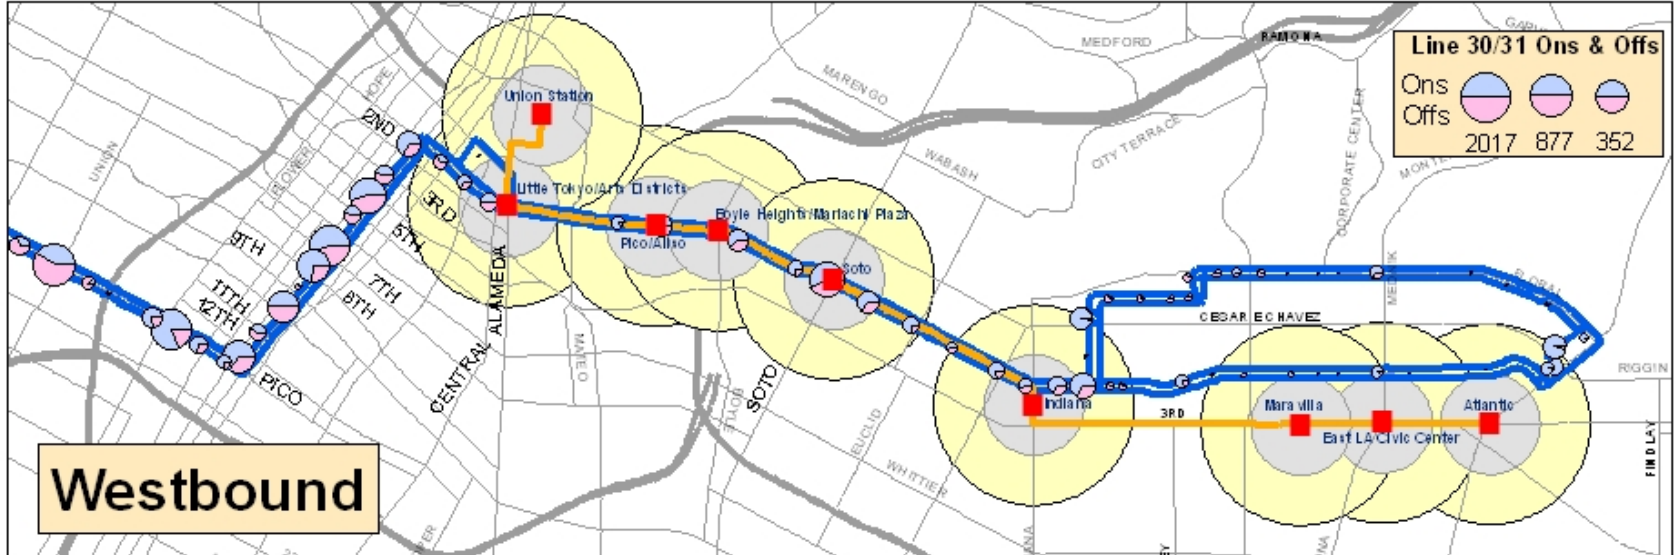 Line 30/31 Ons & Offs
Ons
Offs
2017
877
352
RAMONA
MEDFORD
MARENGO
CITY TERRACE
CORPORATE CENTER
WABASH
HOPE
2ND
UNION
FLOWER
Union Station
Little Tokyo/Arts Districts
3RD
5TH
Boyle Heights/Mariachi Plaza
Pico/Aliso
9TH
7TH
8TH
11TH
12TH
ALAMEDA
Soto
MEDNIK
FLORAL
CESAR E CHAVEZ
PICO
CENTRAL
MATEO
BOYLE
SOTO
RIGGIN
Indiana
3RD
Maravilla
East LA/Civic Center
Atlantic
EUCLID
WHITTIER
FINDLAY
Westbound